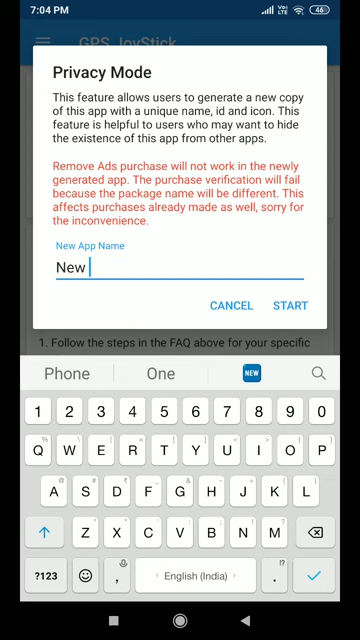 7:04 PM VoD LTE 46
GPS JoyStick
Privacy Mode
This feature allows users to generate a new copy
of this app with a unique name, id and icon. This
feature is helpful to users who may want to hide
the existence of this app from other apps.
Remove Ads purchase will not work in the newly
generated app. The purchase verification will fail
because the package name will be different. This
affects purchases already made as well, sorry for
the inconvenience.
New App Name
New
CANCEL START
1. Follow the steps in the FAQ above for your specific
Phone One NEW
1 2 3 4 5 6 7 8 9 0
Q W E R T Y U I O P
A S D F G H J K L
Z X C V B N M
?123 , English (India) .